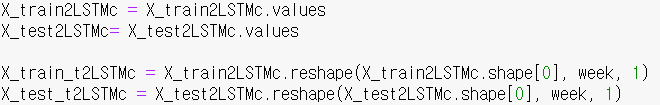 X_train2LSTMc = X_train2LSTMc.values
X_test2LSTMc= X_test2LSTMc.values
X_train_t2LSTMc = X_train2LSTMc.reshape(X_train2LSTMc.shape[0], week, 1)
X_test_t2LSTMc = X_test2LSTMc.reshape(X_test2LSTMc.shape[0], week, 1)